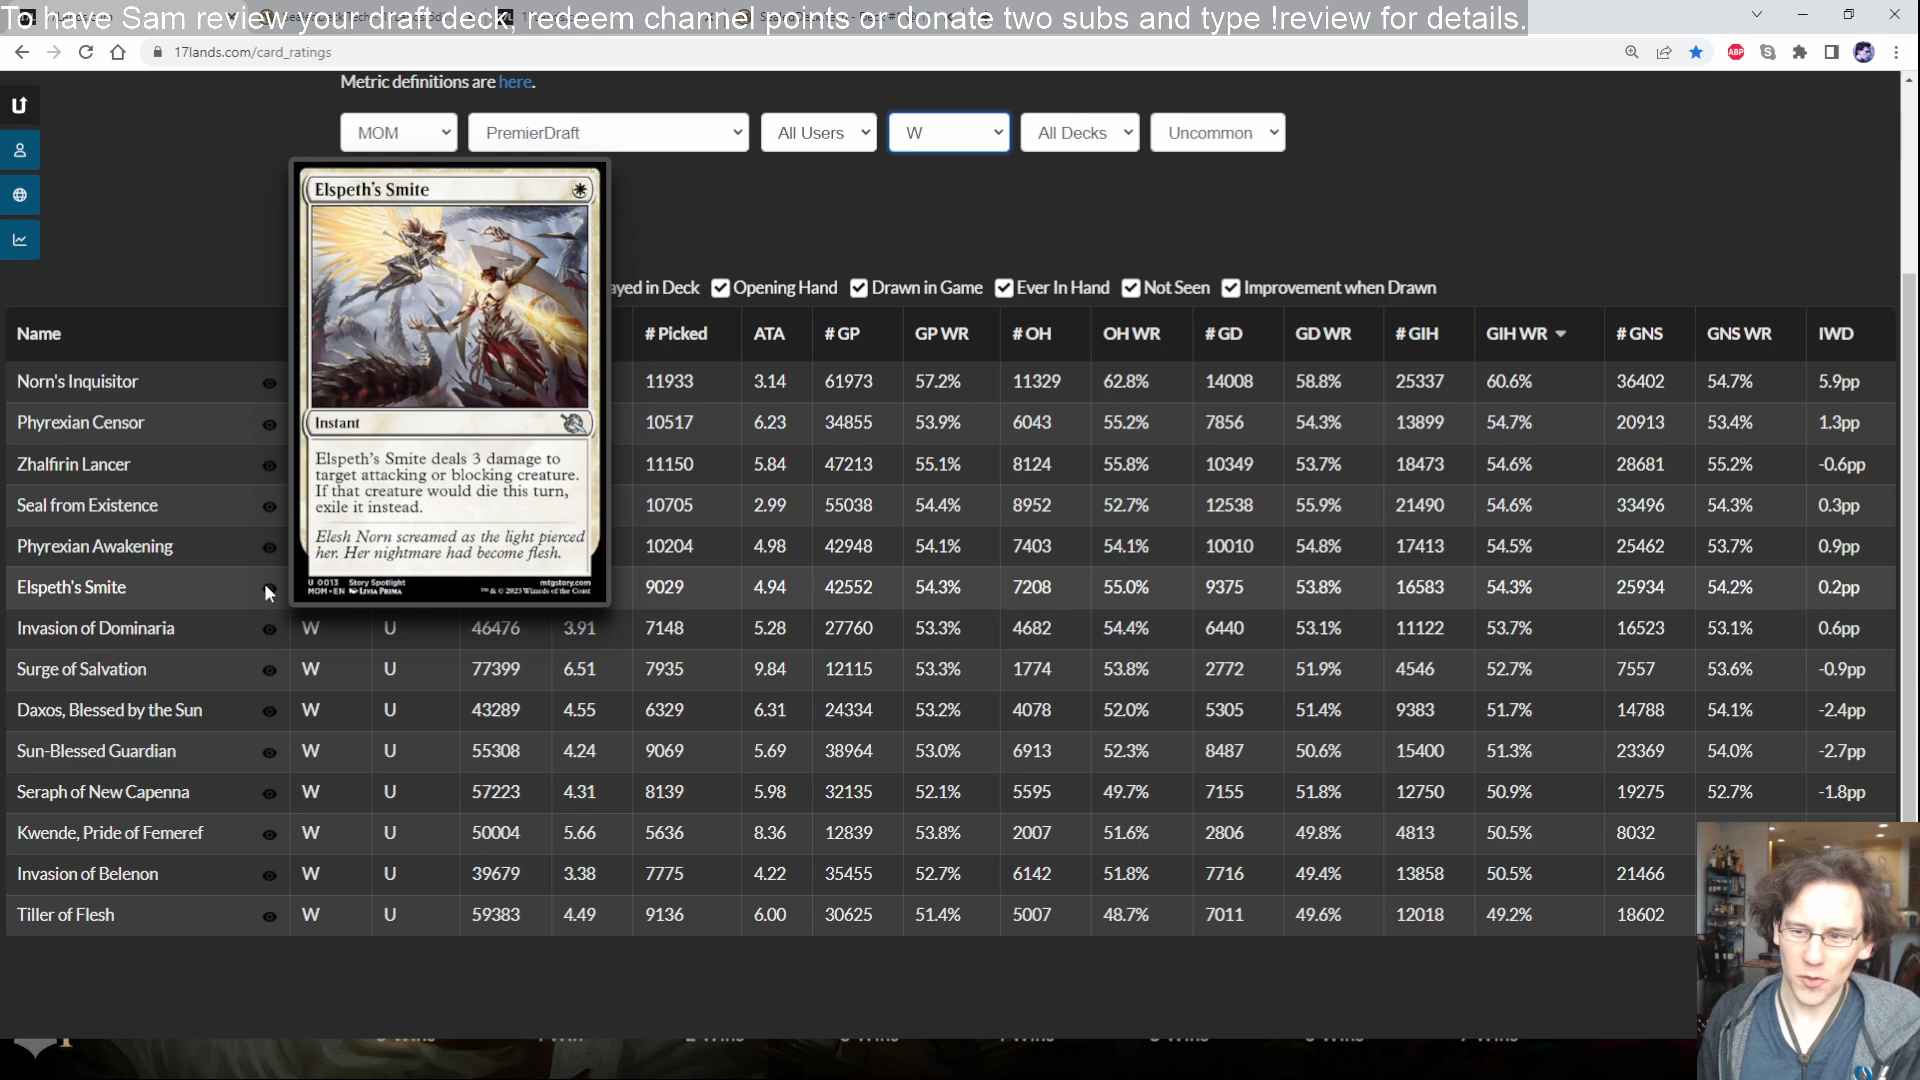 To have Sam review your draft deck, redeem channel points or donate two subs and type !review for details.
17lands.com/card_ratings
ABP
Metric definitions are here.
MOM PremierDraft All Users W All Decks Uncommon
Elspeth's Smite
Instant
Elspeth's Smite deals 3 damage to
target attacking or blocking creature.
If that creature would die this turn,
exile it instead.
Elesh Norn screamed as the light pierced
her. Her nightmare had become flesh.
U 0013 Story Spotlight mtgstory.com
MOM • EN Livia Prima ™ & © 2023 Wizards of the Coast
ayed in Deck Opening Hand Drawn in Game Ever In Hand Not Seen Improvement when Drawn
Name # Picked ATA # GP GP WR # OH OH WR # GD GD WR # GIH GIH WR # GNS GNS WR IWD
Norn's Inquisitor 11933 3.14 61973 57.2% 11329 62.8% 14008 58.8% 25337 60.6% 36402 54.7% 5.9pp
Phyrexian Censor 10517 6.23 34855 53.9% 6043 55.2% 7856 54.3% 13899 54.7% 20913 53.4% 1.3pp
Zhalfirin Lancer 11150 5.84 47213 55.1% 8124 55.8% 10349 53.7% 18473 54.6% 28681 55.2% -0.6pp
Seal from Existence 10705 2.99 55038 54.4% 8952 52.7% 12538 55.9% 21490 54.6% 33496 54.3% 0.3pp
Phyrexian Awakening 10204 4.98 42948 54.1% 7403 54.1% 10010 54.8% 17413 54.5% 25462 53.7% 0.9pp
Elspeth's Smite 9029 4.94 42552 54.3% 7208 55.0% 9375 53.8% 16583 54.3% 25934 54.2% 0.2pp
Invasion of Dominaria W U 46476 3.91 7148 5.28 27760 53.3% 4682 54.4% 6440 53.1% 11122 53.7% 16523 53.1% 0.6pp
Surge of Salvation W U 77399 6.51 7935 9.84 12115 53.3% 1774 53.8% 2772 51.9% 4546 52.7% 7557 53.6% -0.9pp
Daxos, Blessed by the Sun W U 43289 4.55 6329 6.31 24334 53.2% 4078 52.0% 5305 51.4% 9383 51.7% 14788 54.1% -2.4pp
Sun-Blessed Guardian W U 55308 4.24 9069 5.69 38964 53.0% 6913 52.3% 8487 50.6% 15400 51.3% 23369 54.0% -2.7pp
Seraph of New Capenna W U 57223 4.31 8139 5.98 32135 52.1% 5595 49.7% 7155 51.8% 12750 50.9% 19275 52.7% -1.8pp
Kwende, Pride of Femeref W U 50004 5.66 5636 8.36 12839 53.8% 2007 51.6% 2806 49.8% 4813 50.5% 8032
Invasion of Belenon W U 39679 3.38 7775 4.22 35455 52.7% 6142 51.8% 7716 49.4% 13858 50.5% 21466
Tiller of Flesh W U 59383 4.49 9136 6.00 30625 51.4% 5007 48.7% 7011 49.6% 12018 49.2% 18602